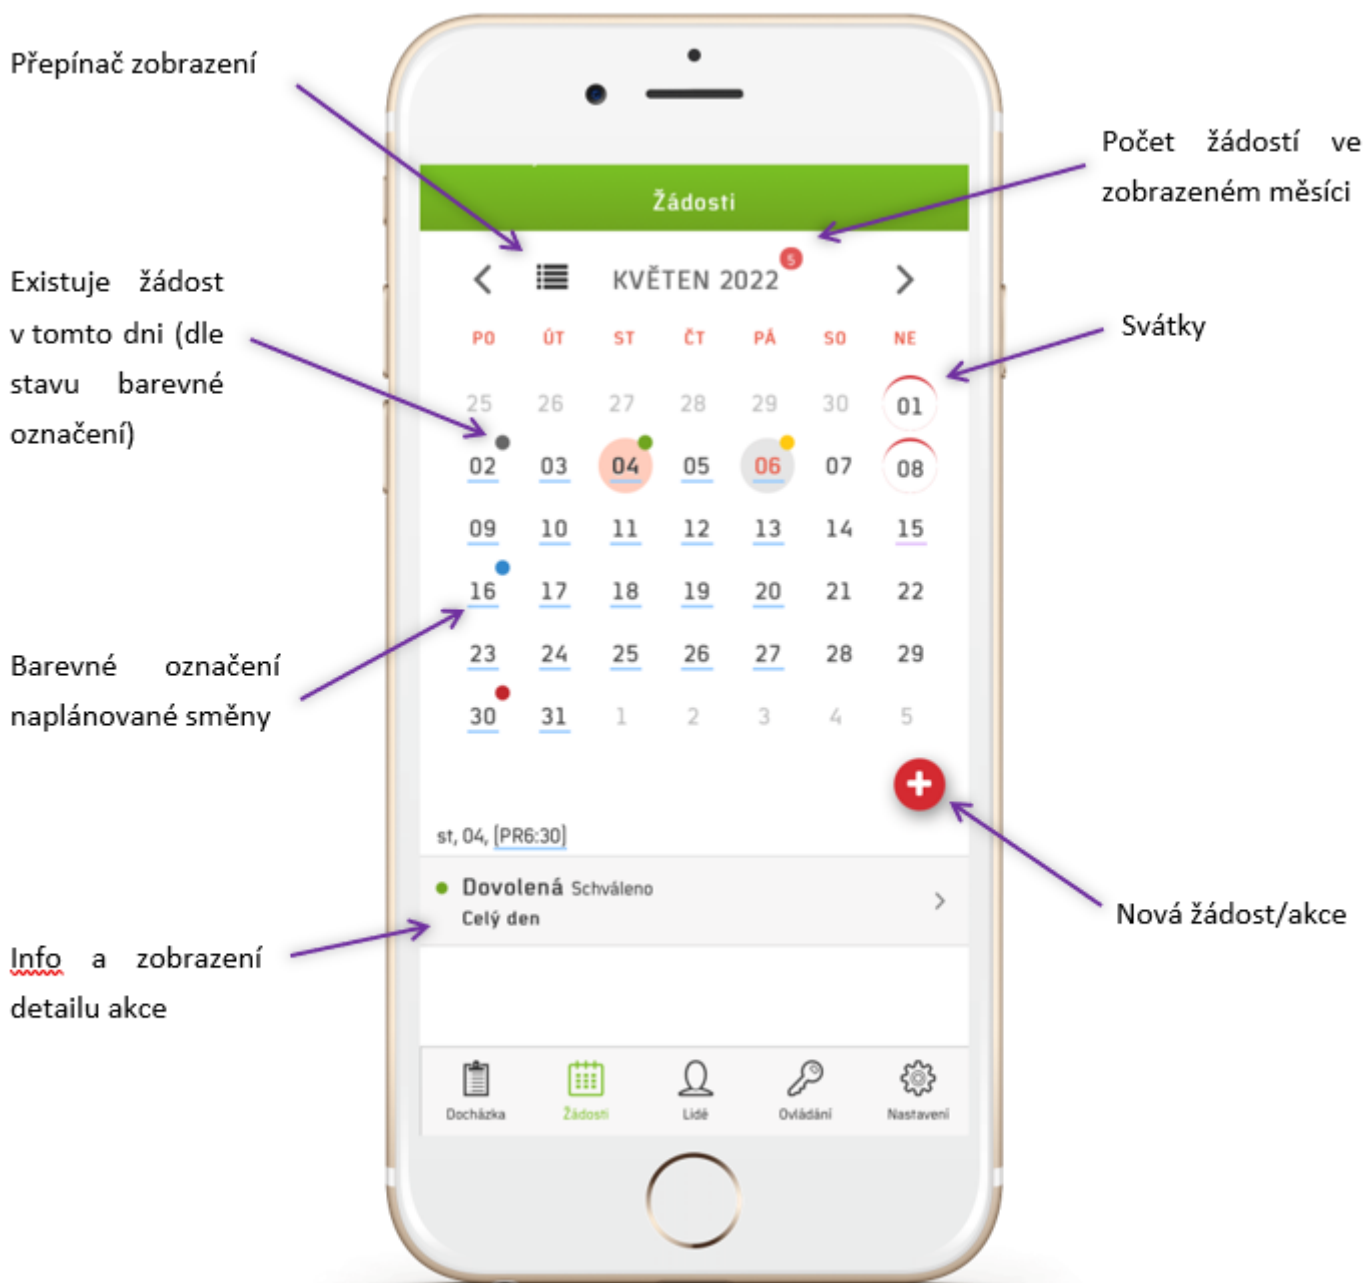 Přepínač zobrazení
Počet žádostí ve
zobrazeném měsíci
Existuje žádost
v tomto dni (dle
stavu barevné
označení)
Svátky
Barevné označení
naplánované směny
Info a zobrazení
detailu akce
Nová žádost/akce
Žádosti
KVĚTEN 2022 5
PO ÚT ST ČT PÁ SO NE
25 26 27 28 29 30 01
02 03 04 05 06 07 08
09 10 11 12 13 14 15
16 17 18 19 20 21 22
23 24 25 26 27 28 29
30 31 1 2 3 4 5
st, 04, [PR6:30]
Dovolená Schváleno
Celý den
Docházka Žádosti Lidé Ovládání Nastavení